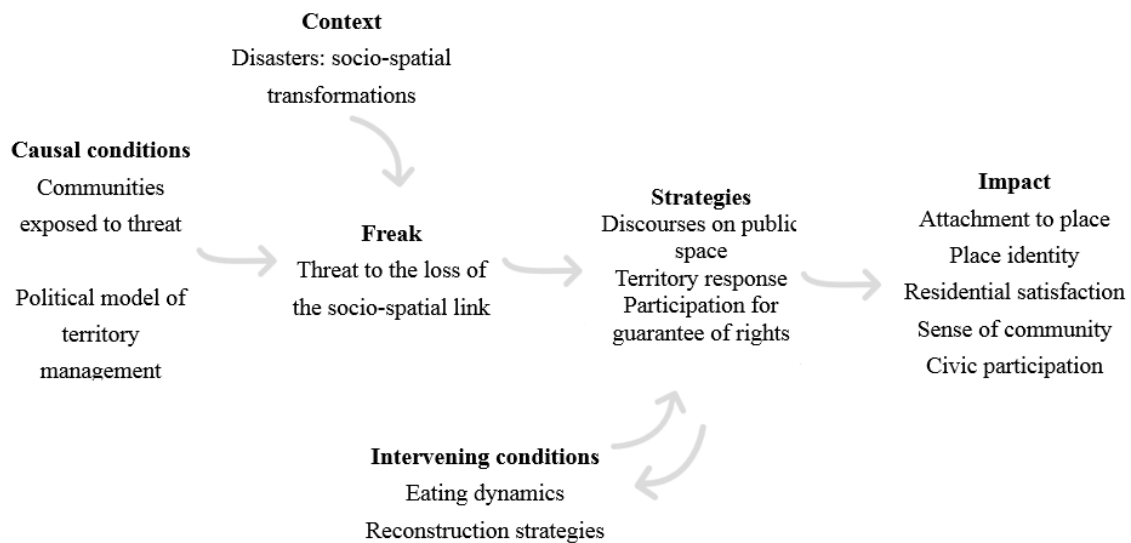 Context
Disasters: socio-spatial
transformations
Causal conditions
Communities
exposed to threat
Political model of
territory
management
Freak
Threat to the loss of
the socio-spatial link
Strategies
Discourses on public
space
Territory response
Participation for
guarantee of rights
Impact
Attachment to place
Place identity
Residential satisfaction
Sense of community
Civic participation
Intervening conditions
Eating dynamics
Reconstruction strategies